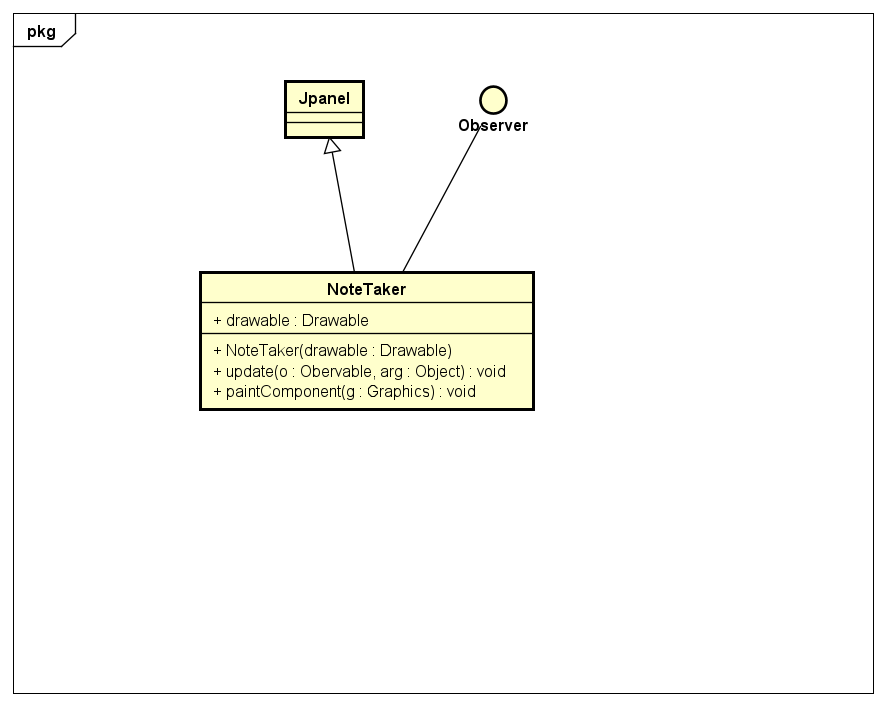 pkg
Jpanel
Observer
NoteTaker
+ drawable : Drawable
+ NoteTaker(drawable : Drawable)
+ update(o : Obervable, arg : Object) : void
+ paintComponent(g : Graphics) : void